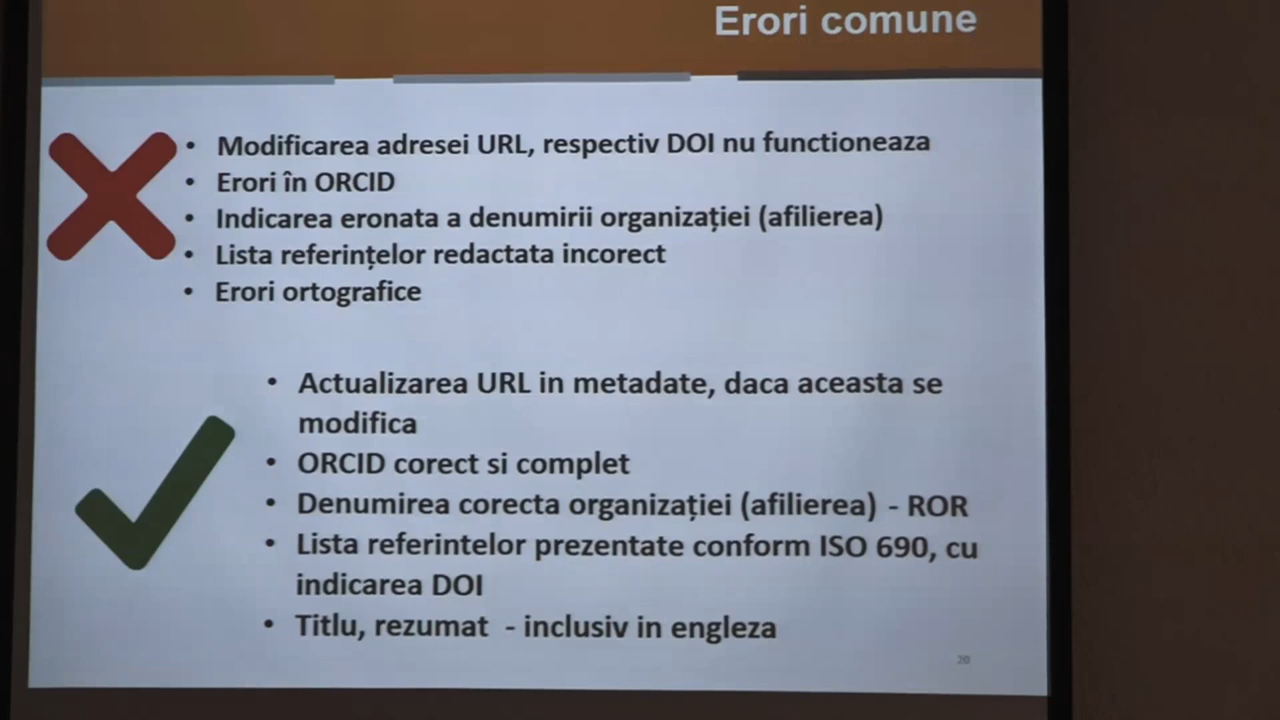 Erori comune
• Modificarea adresei URL, respectiv DOI nu functioneaza
• Erori în ORCID
• Indicarea eronata a denumirii organizației (afilierea)
• Lista referințelor redactata incorect
• Erori ortografice
• Actualizarea URL in metadate, daca aceasta se
modifica
• ORCID corect si complet
• Denumirea corecta organizației (afilierea) - ROR
• Lista referintelor prezentate conform ISO 690, cu
indicarea DOI
• Titlu, rezumat - inclusiv in engleza
20